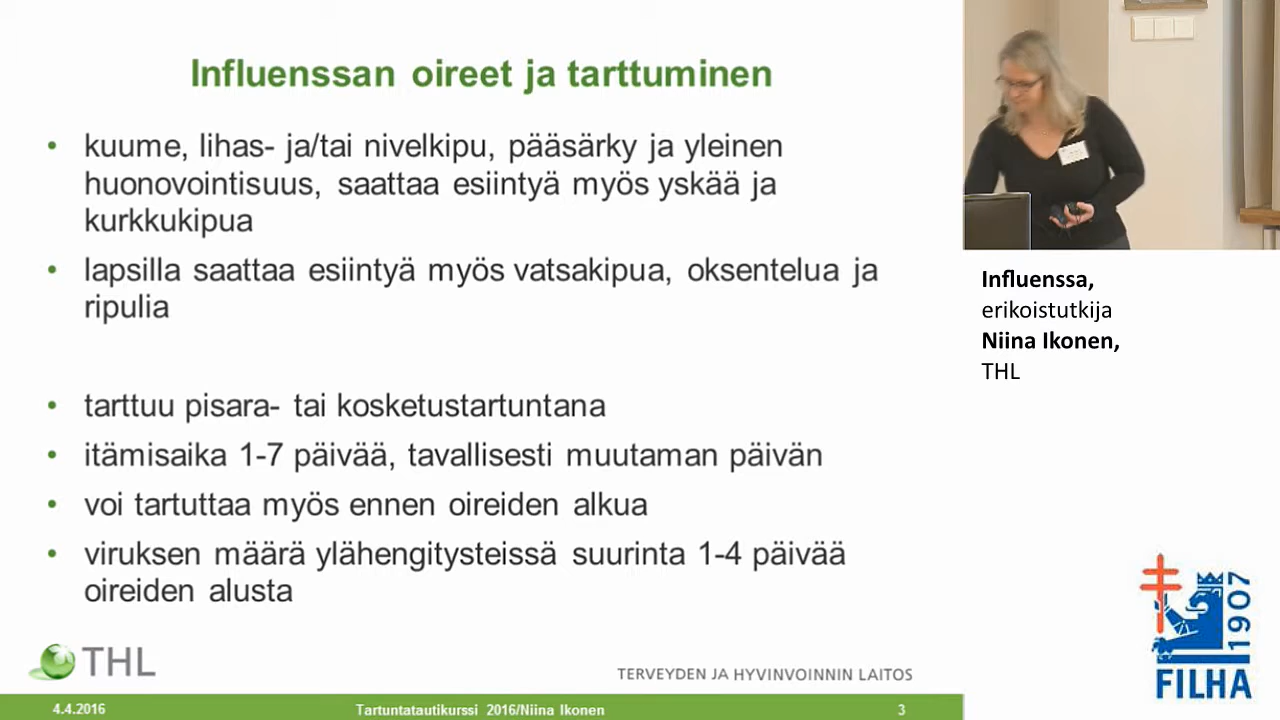 Influenssan oireet ja tarttuminen
• kuume, lihas- ja/tai nivelkipu, pääsärky ja yleinen
huonovointisuus, saattaa esiintyä myös yskää ja
kurkkukipua
• lapsilla saattaa esiintyä myös vatsakipua, oksentelua ja
ripulia
• tarttuu pisara- tai kosketustartuntana
• itämisaika 1-7 päivää, tavallisesti muutaman päivän
• voi tartuttaa myös ennen oireiden alkua
• viruksen määrä ylähengitysteissä suurinta 1-4 päivää
oireiden alusta
THL
TERVEYDEN JA HYVINVOINNIN LAITOS
4.4.2016
Tartuntatautikurssi 2016/Niina Ikonen
3
Influenssa,
erikoistutkija
Niina Ikonen,
THL
1907
FILHA